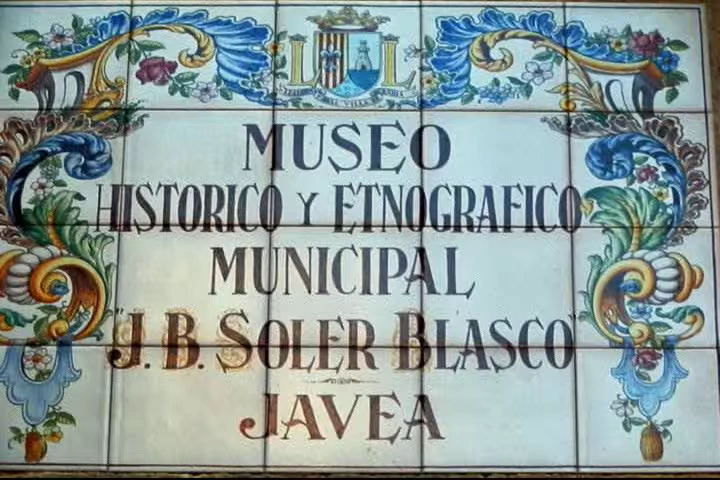 L L
MUSEO
HISTORICO Y ETNOGRAFICO
MUNICIPAL
"J.B. SOLER BLASCO"
JAVEA